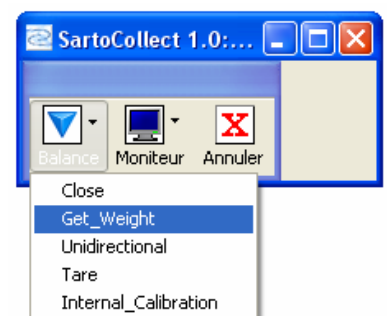 SartoCollect 1.0:...
Balance Moniteur Annuler
Close
Get_Weight
Unidirectional
Tare
Internal_Calibration